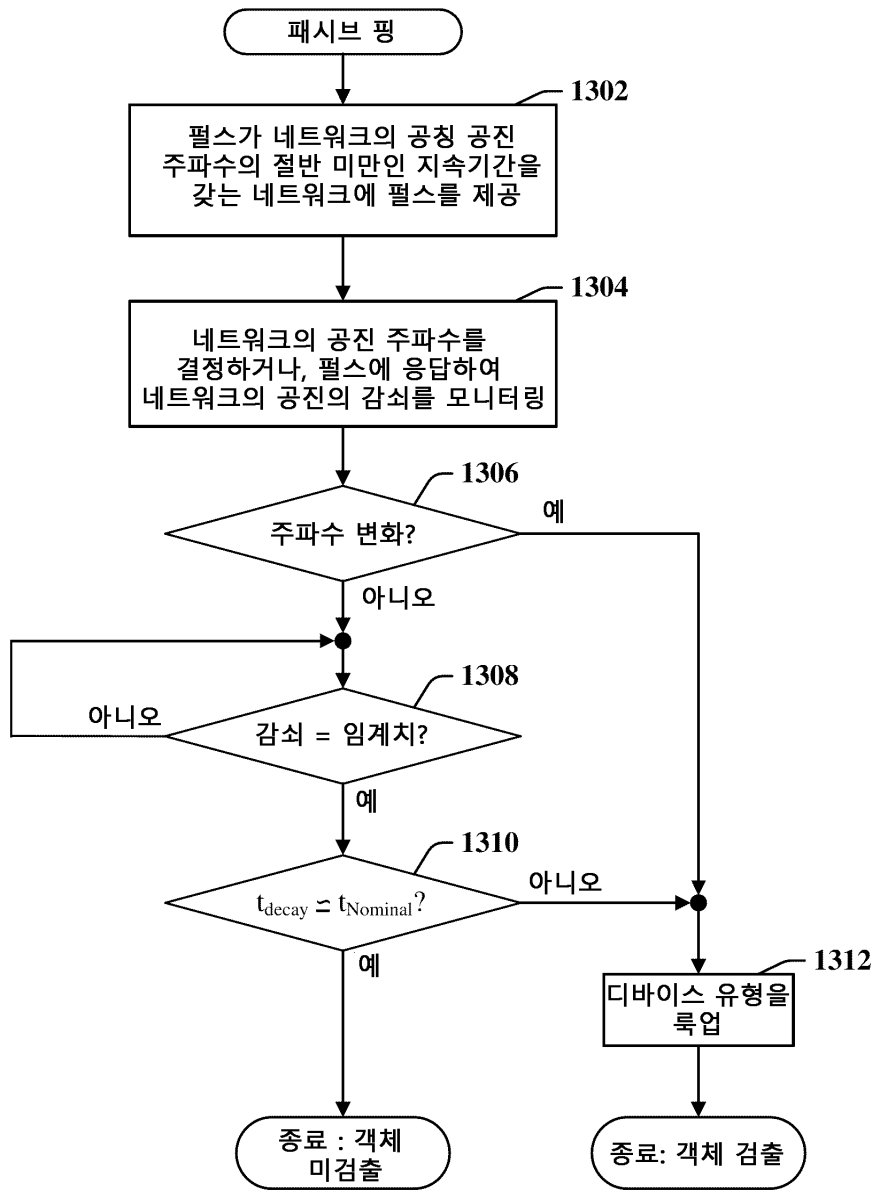 패시브 핑
1302
펄스가 네트워크의 공칭 공진
주파수의 절반 미만인 지속기간을
갖는 네트워크에 펄스를 제공
1304
네트워크의 공진 주파수를
결정하거나, 펄스에 응답하여
네트워크의 공진의 감쇠를 모니터링
1306
주파수 변화?
예
아니오
1308
감쇠 = 임계치?
아니오
예
1310
tdecay ≒ tNominal?
아니오
예
1312
디바이스 유형을
룩업
종료 : 객체
미검출
종료: 객체 검출